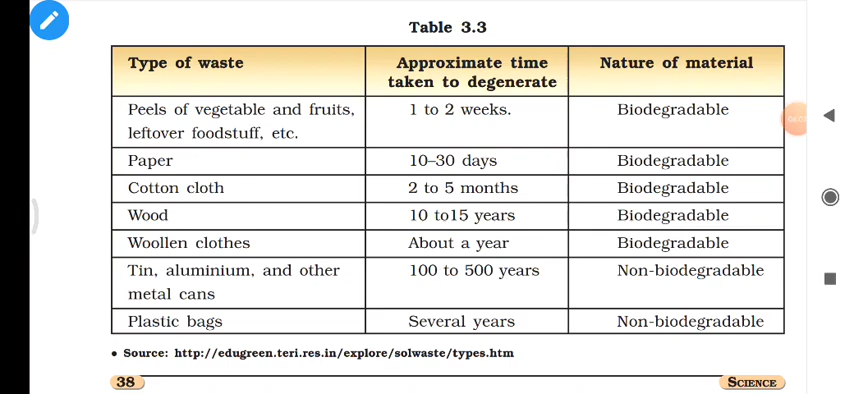 Table 3.3
Type of waste
Approximate time
taken to degenerate
Nature of material
Peels of vegetable and fruits,
leftover foodstuff, etc.
1 to 2 weeks.
Biodegradable
Paper
10–30 days
Biodegradable
Cotton cloth
2 to 5 months
Biodegradable
Wood
10 to15 years
Biodegradable
Woollen clothes
About a year
Biodegradable
Tin, aluminium, and other
metal cans
100 to 500 years
Non-biodegradable
Plastic bags
Several years
Non-biodegradable
• Source: http://edugreen.teri.res.in/explore/solwaste/types.htm
38
SCIENCE